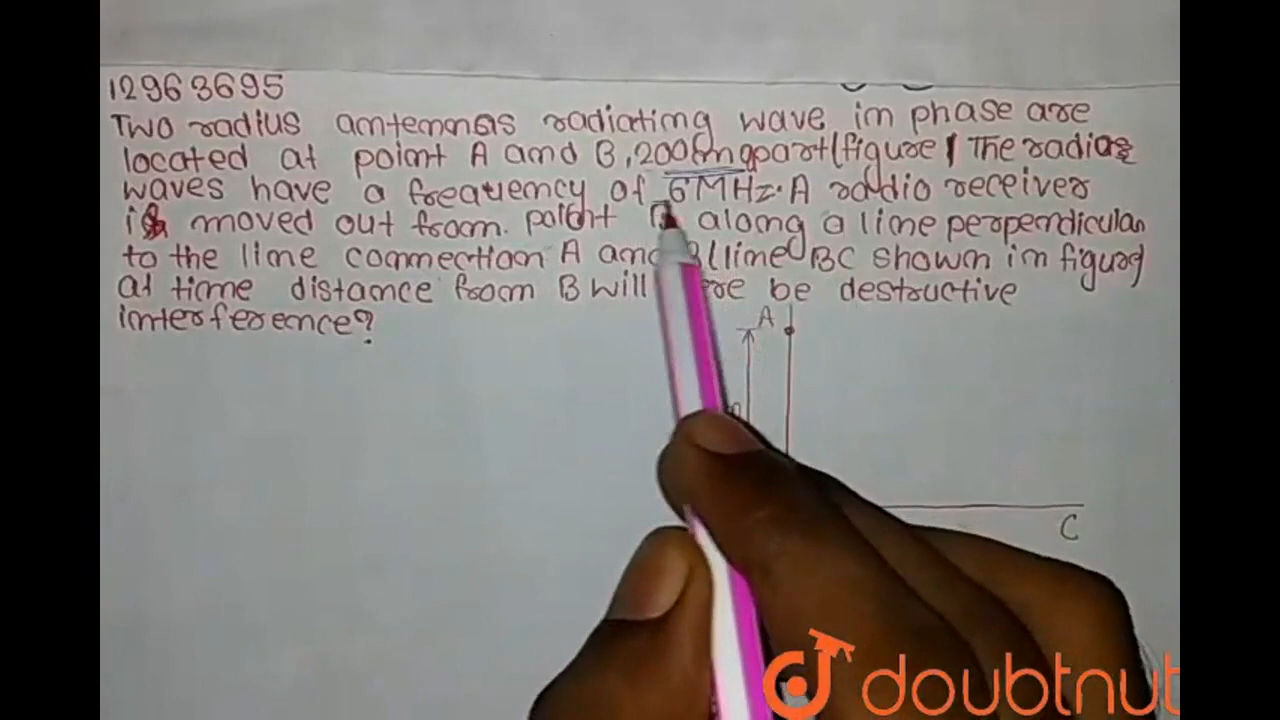 12963695
Two radius antennas radiating wave in phase are
located at point A and B, 200m apart (figure) The radios
waves have a frequency of 6MHz. A radio receiver
is moved out from point B along a line perpendicular
to the line connection A and line BC shown in figure
at time distance from B will be destructive
interference?
A
C
doubtnut